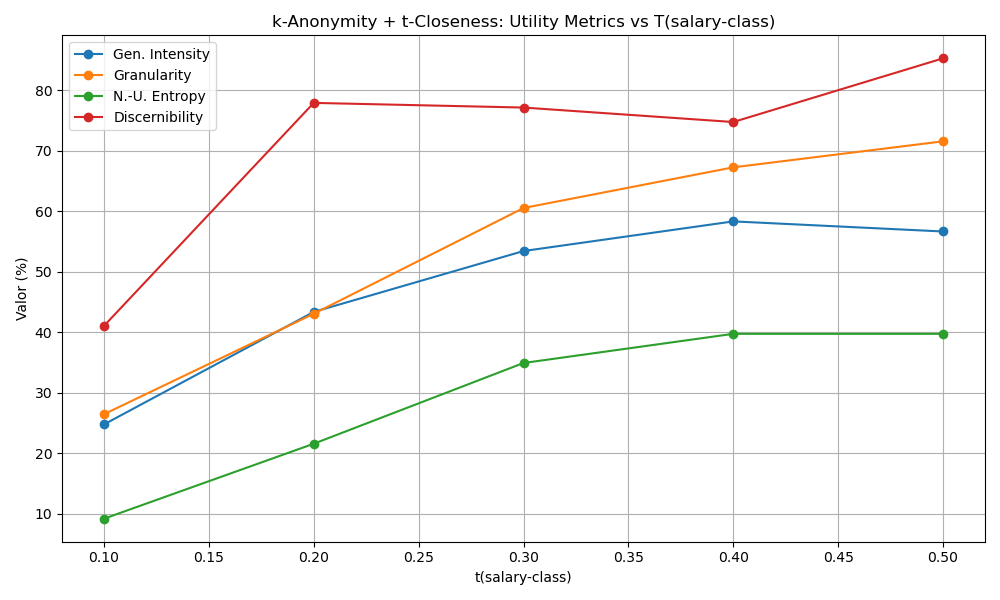 k-Anonymity + t-Closeness: Utility Metrics vs T(salary-class)
Gen. Intensity
Granularity
N.-U. Entropy
Discernibility
Valor (%)
80
70
60
50
40
30
20
10
0.10 0.15 0.20 0.25 0.30 0.35 0.40 0.45 0.50
t(salary-class)